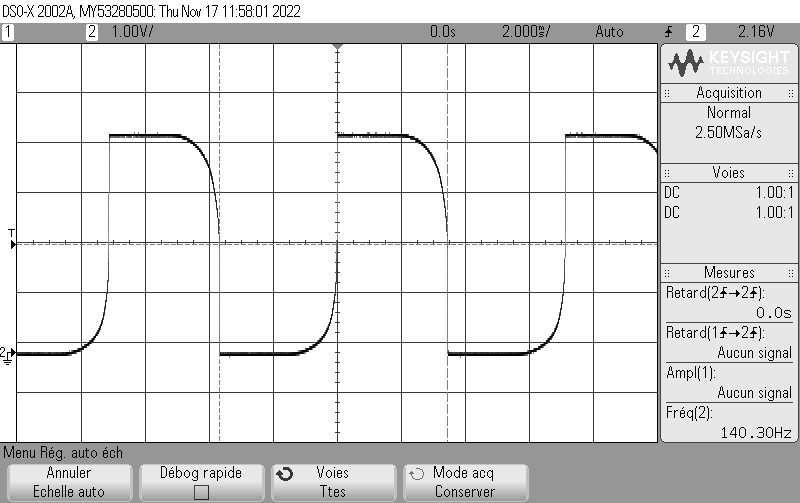 DSO-X 2002A, MY53280500: Thu Nov 17 11:58:01 2022
1 2 1.00V/ 0.0s 2.000ms/ Auto 2 2.16V
KEYSIGHT
TECHNOLOGIES
Acquisition
Normal
2.50MSa/s
Voies
DC 1.00:1
DC 1.00:1
Mesures
Retard(2→2):
0.0s
Retard(1→2):
Aucun signal
Ampl(1):
Aucun signal
Fréq(2):
140.30Hz
T
2
Menu Rég. auto éch
Annuler
Echelle auto
Débog rapide
Voies
Ttes
Mode acq
Conserver